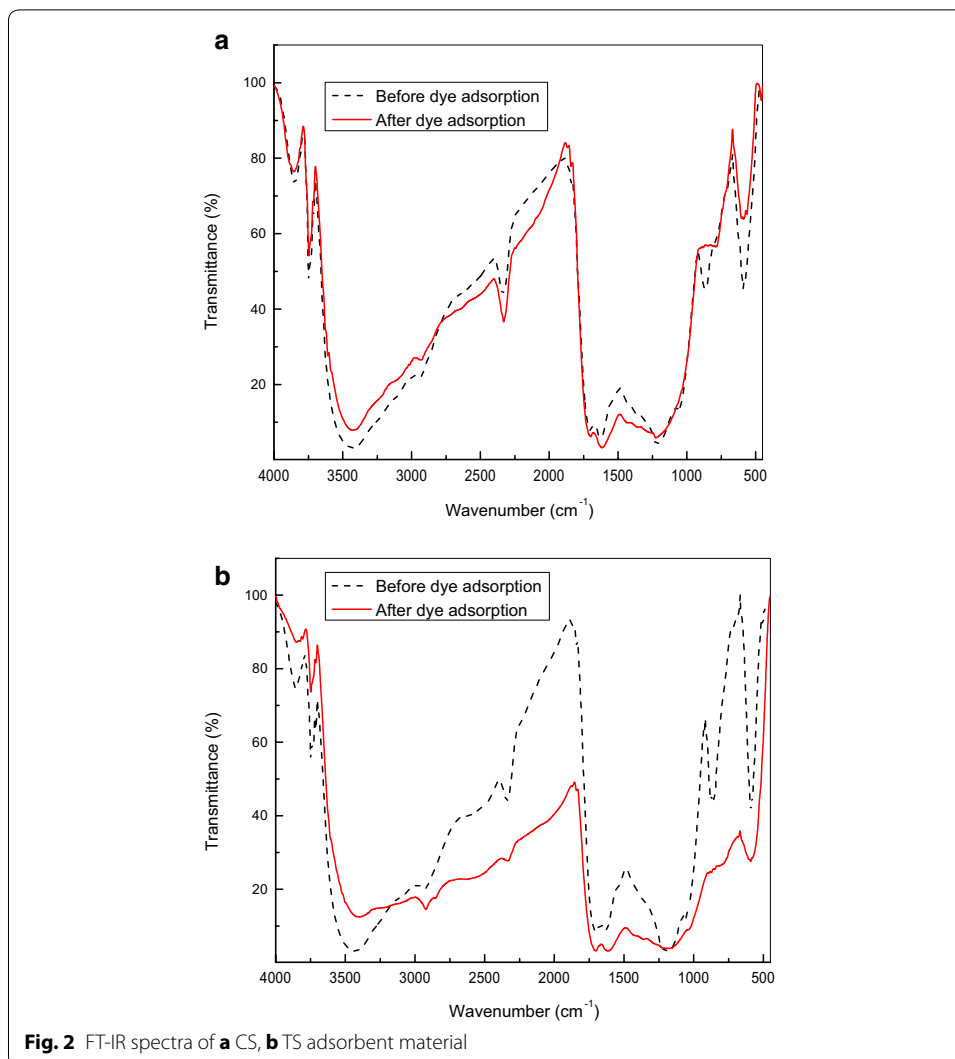 a
100
80
60
40
20
Transmittance (%)
Before dye adsorption
After dye adsorption
4000 3500 3000 2500 2000 1500 1000 500
Wavenumber (cm⁻¹)
b
100
80
60
40
20
0
Transmittance (%)
Before dye adsorption
After dye adsorption
4000 3500 3000 2500 2000 1500 1000 500
Wavenumber (cm⁻¹)
Fig. 2 FT-IR spectra of a CS, b TS adsorbent material